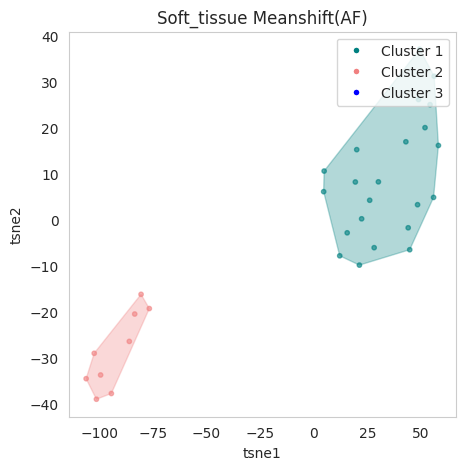 Soft_tissue Meanshift(AF)
Cluster 1
Cluster 2
Cluster 3
40
30
20
10
0
−10
−20
−30
−40
tsne2
−100 −75 −50 −25 0 25 50
tsne1